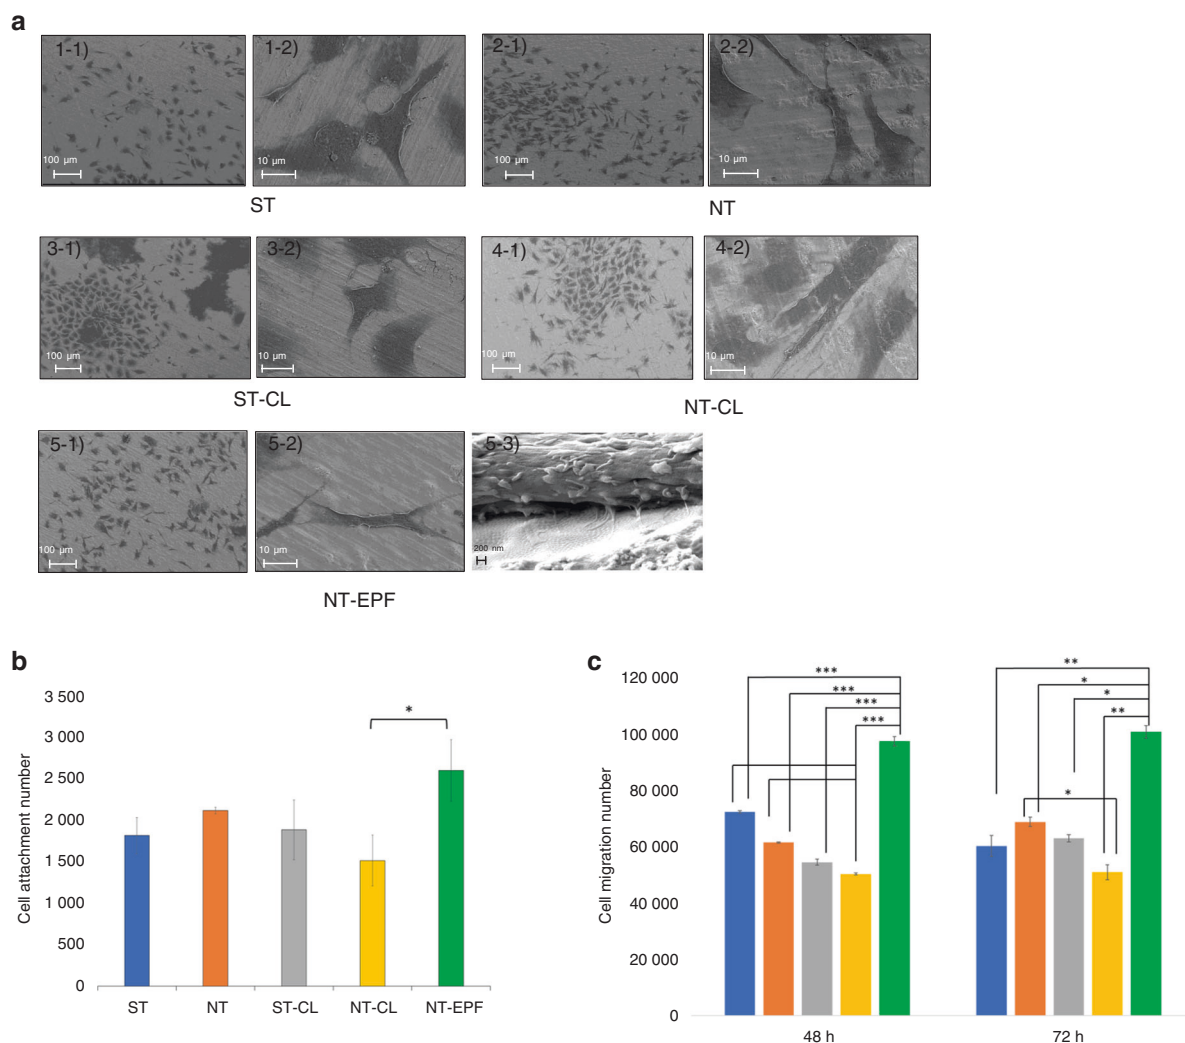 a
1-1) 1-2) 2-1) 2-2)
100 µm 10 µm 100 µm 10 µm
ST NT
3-1) 3-2) 4-1) 4-2)
100 µm 10 µm 100 µm 10 µm
ST-CL NT-CL
5-1) 5-2) 5-3)
100 µm 10 µm 200 nm
NT-EPF
b
Cell attachment number
3 500
3 000
2 500
2 000
1 500
1 000
500
0
*
ST NT ST-CL NT-CL NT-EPF
c
Cell migration number
120 000
100 000
80 000
60 000
40 000
20 000
0
***
***
***
***
**
*
*
**
*
48 h 72 h